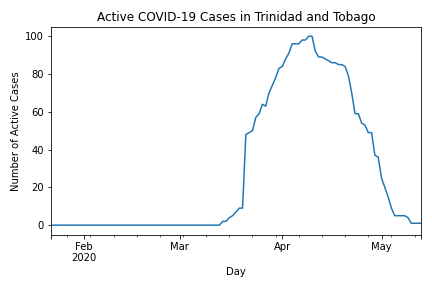 Active COVID-19 Cases in Trinidad and Tobago
100
80
60
40
20
0
Number of Active Cases
Feb
2020
Mar
Apr
May
Day